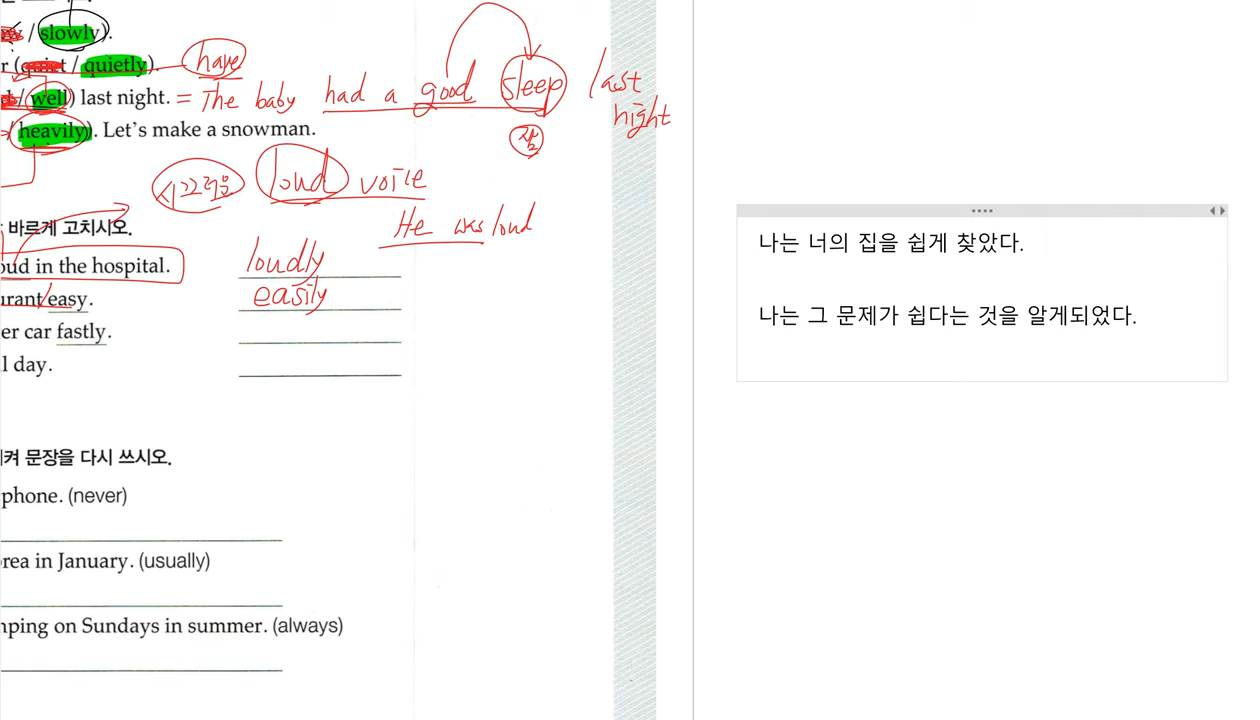 / slowly).
r (quiet / quietly). have
/ well) last night. = The baby had a good sleep last night
잠
/ heavily). Let's make a snowman.
시끄러운 loud voice
바르게 고치시오.
He was loud
oud in the hospital. loudly
urant easy. easily
er car fastly.
l day.
켜 문장을 다시 쓰시오.
phone. (never)
rea in January. (usually)
nping on Sundays in summer. (always)
나는 너의 집을 쉽게 찾았다.
나는 그 문제가 쉽다는 것을 알게되었다.